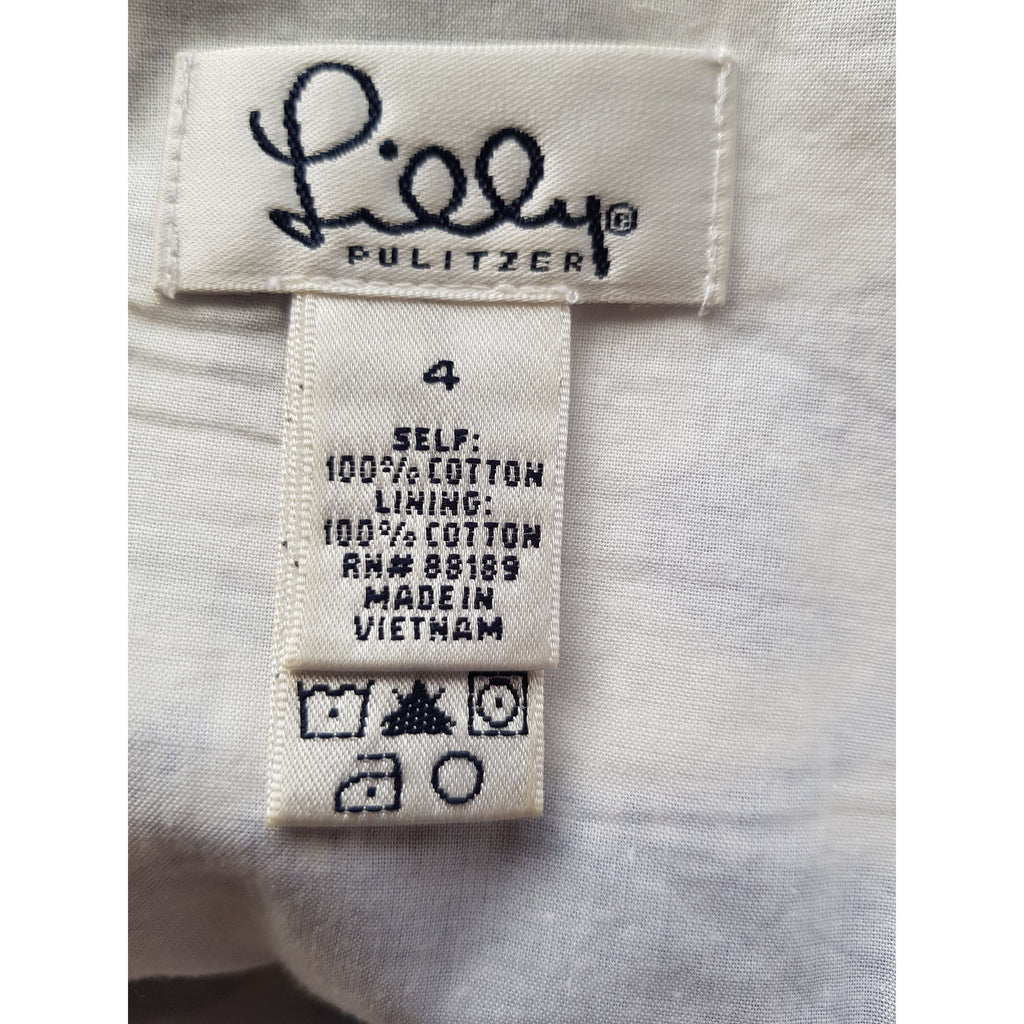 Lilly®
PULITZER
4
SELF:
100% COTTON
LINING:
100% COTTON
RN# 88189
MADE IN
VIETNAM